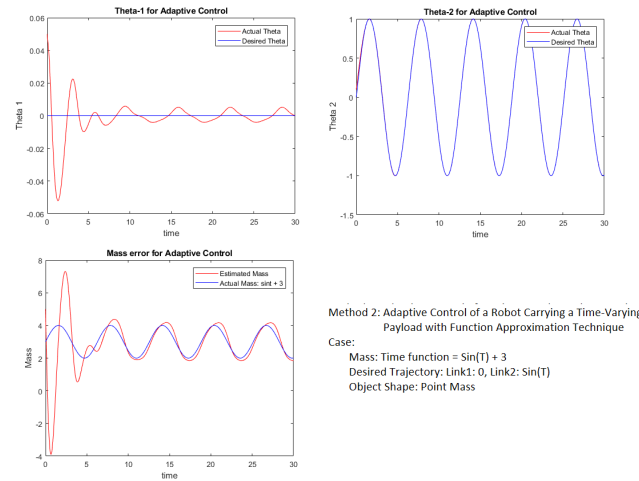 Theta-1 for Adaptive Control
0.06
0.04
0.02
0
-0.02
-0.04
-0.06
Theta 1
Actual Theta
Desired Theta
0 5 10 15 20 25 30
time
Theta-2 for Adaptive Control
1
0.5
0
-0.5
-1
-1.5
Theta 2
Actual Theta
Desired Theta
0 5 10 15 20 25 30
time
Mass error for Adaptive Control
8
6
4
2
0
-2
-4
Mass
Estimated Mass
Actual Mass: sint + 3
0 5 10 15 20 25 30
time
Method 2: Adaptive Control of a Robot Carrying a Time-Varying
Payload with Function Approximation Technique
Case:
Mass: Time function = Sin(T) + 3
Desired Trajectory: Link1: 0, Link2: Sin(T)
Object Shape: Point Mass